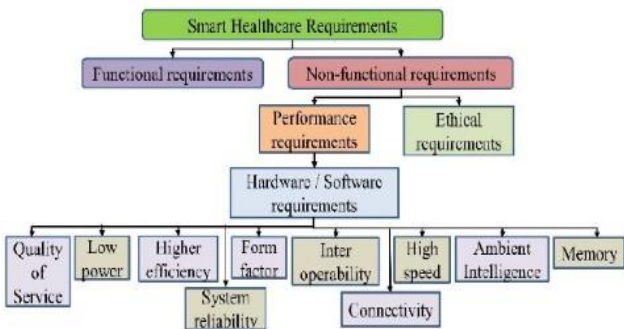 Smart Healthcare Requirements
Functional requirements
Non-functional requirements
Performance
requirements
Ethical
requirements
Hardware / Software
requirements
Quality
of
Service
Low
power
Higher
efficiency
Form
factor
Inter
operability
High
speed
Ambient
Intelligence
Memory
System
reliability
Connectivity